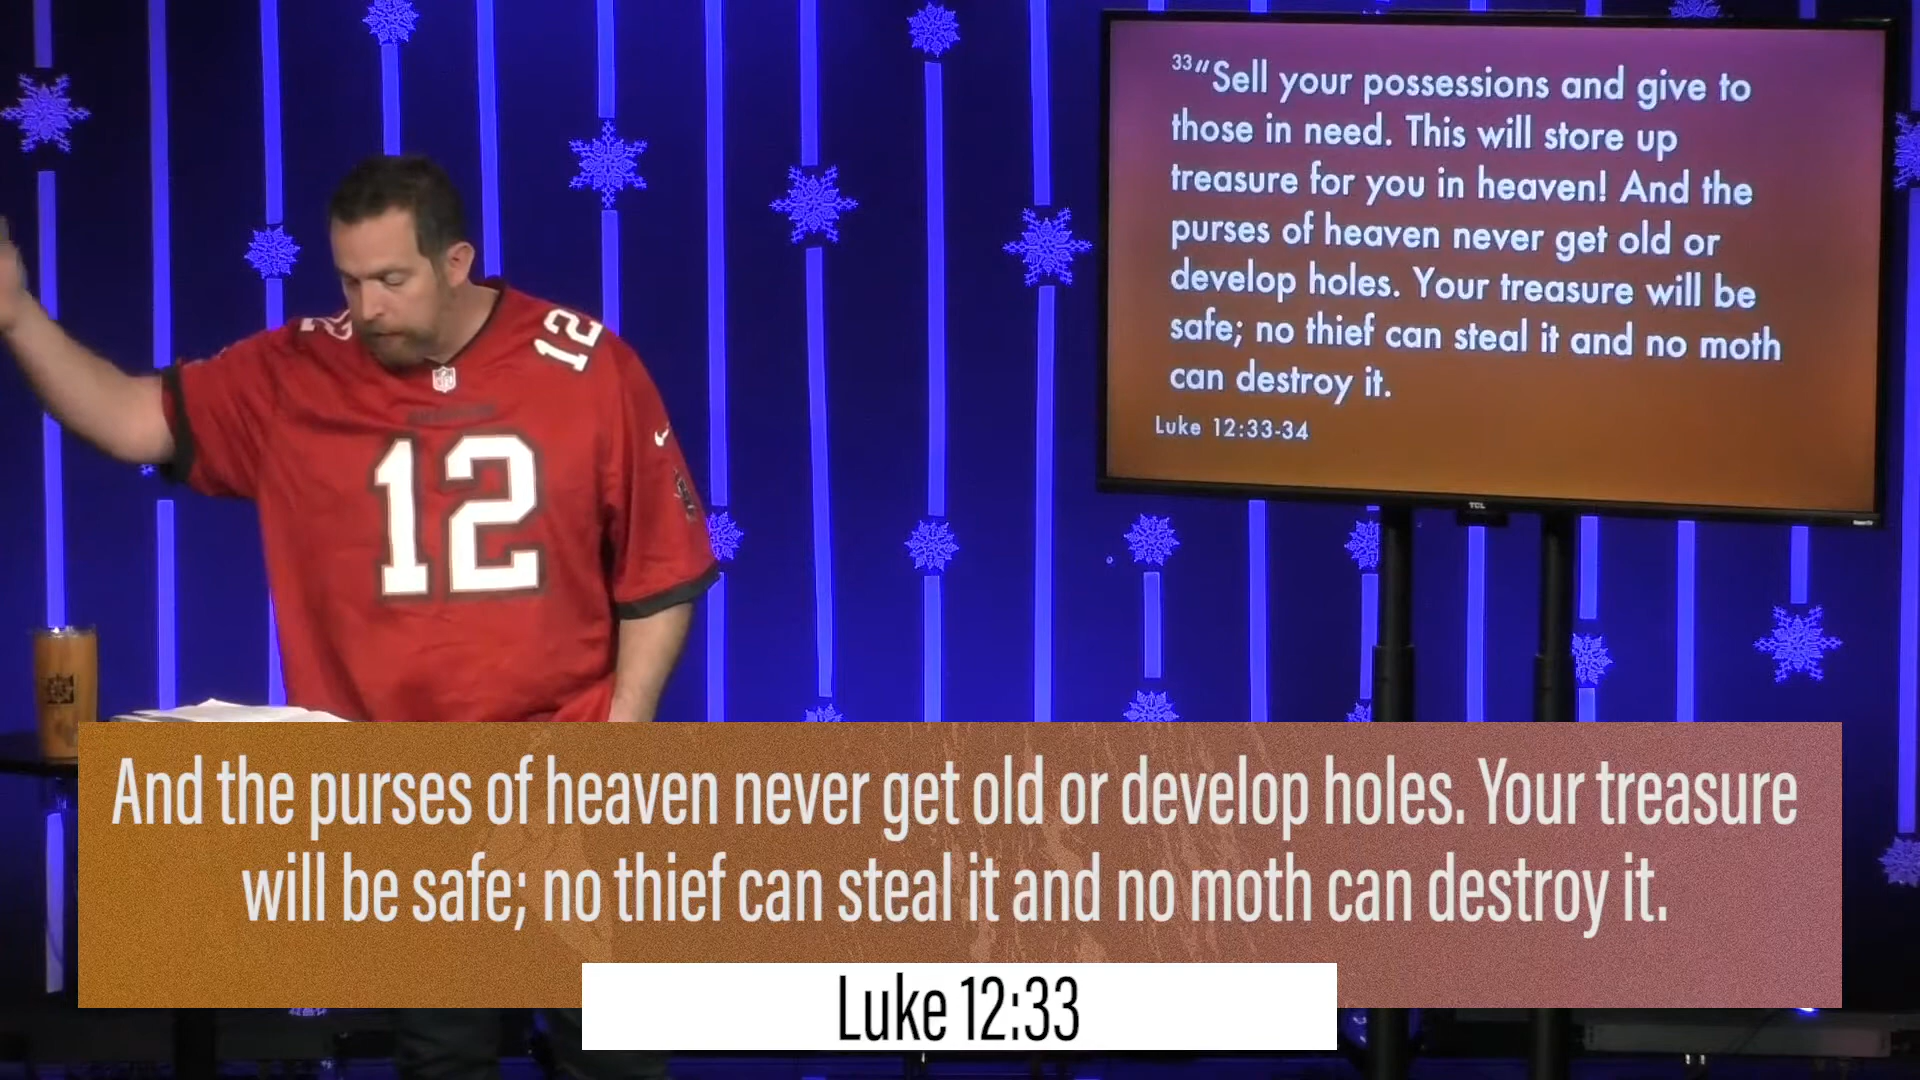 33“Sell your possessions and give to
those in need. This will store up
treasure for you in heaven! And the
purses of heaven never get old or
develop holes. Your treasure will be
safe; no thief can steal it and no moth
can destroy it.
Luke 12:33-34
TCL
12
12
NFL
12
And the purses of heaven never get old or develop holes. Your treasure
will be safe; no thief can steal it and no moth can destroy it.
Luke 12:33